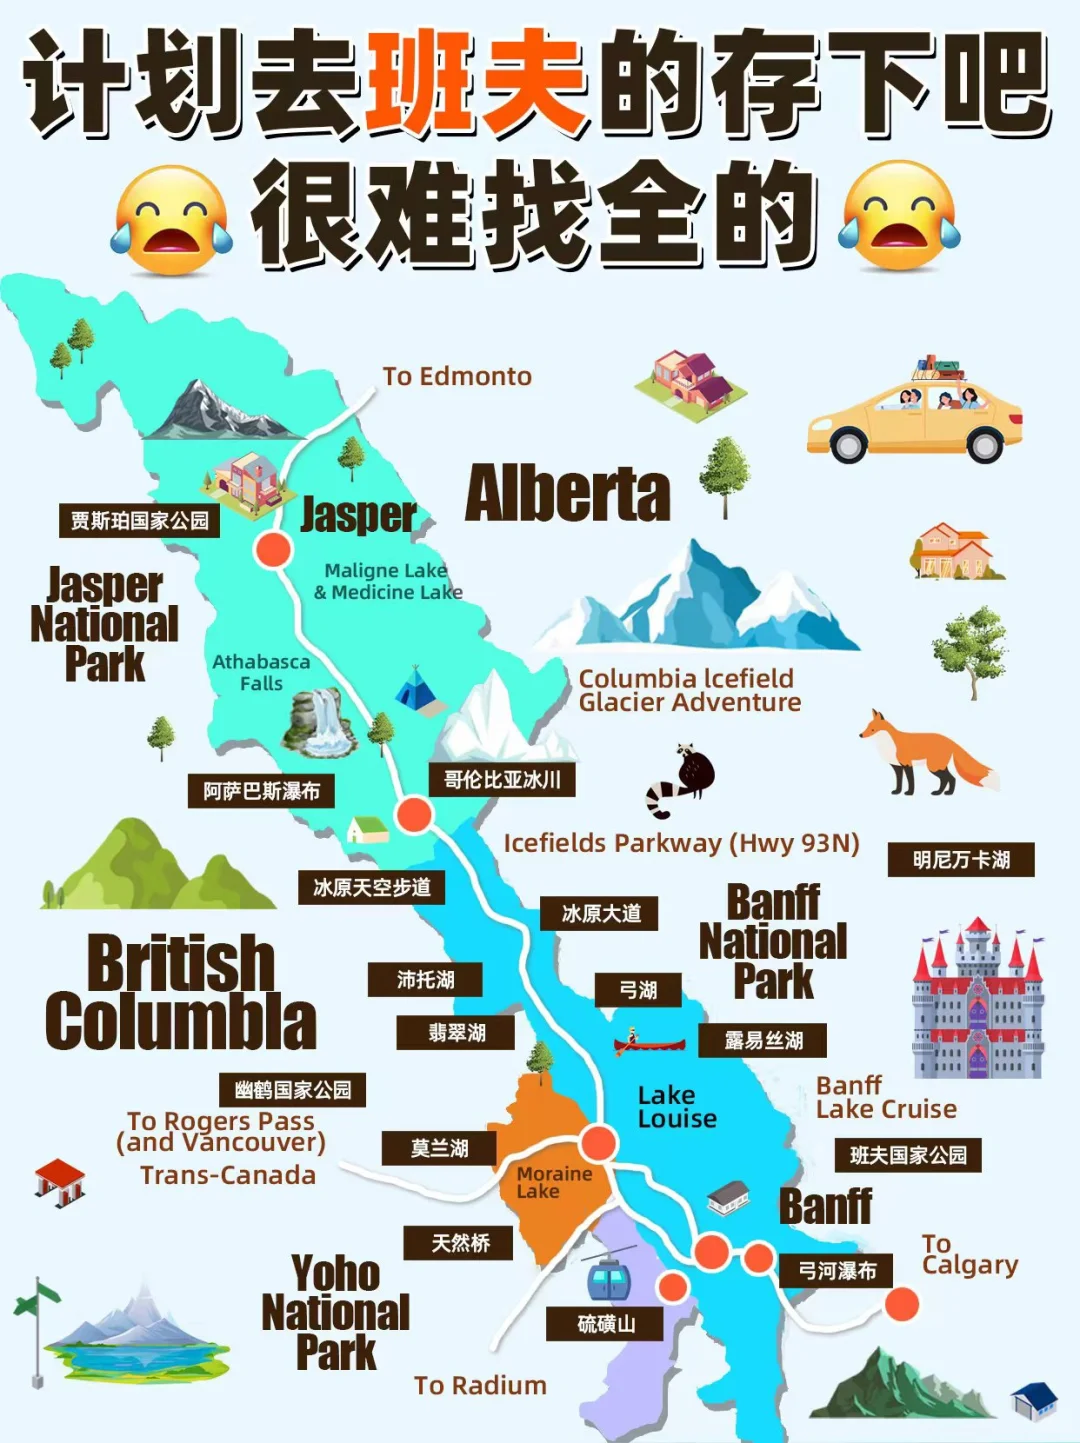 计划去班夫的存下吧
很难找全的
To Edmonto
Alberta
贾斯珀国家公园
Jasper
Jasper
National
Park
Maligne Lake
& Medicine Lake
Athabasca
Falls
Columbia lcefield
Glacier Adventure
阿萨巴斯瀑布
哥伦比亚冰川
Icefields Parkway (Hwy 93N)
明尼万卡湖
冰原天空步道
冰原大道
Banff
National
Park
British
Columbla
沛托湖
弓湖
翡翠湖
露易丝湖
幽鹤国家公园
Lake
Louise
Banff
Lake Cruise
To Rogers Pass
(and Vancouver)
Trans-Canada
莫兰湖
班夫国家公园
Moraine
Lake
Banff
天然桥
To
Calgary
弓河瀑布
Yoho
National
Park
硫磺山
To Radium